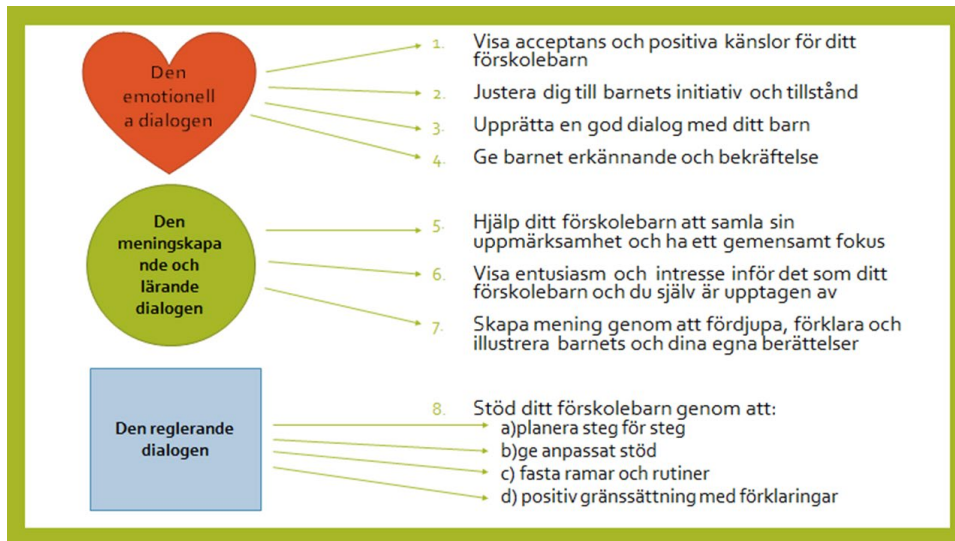 Den
emotionell
a dialogen
1. Visa acceptans och positiva känslor för ditt
förskolebarn
2. Justera dig till barnets initiativ och tillstånd
3. Upprätta en god dialog med ditt barn
4. Ge barnet erkännande och bekräftelse
Den
meningskapa
nde och
lärande
dialogen
5. Hjälp ditt förskolebarn att samla sin
uppmärksamhet och ha ett gemensamt fokus
6. Visa entusiasm och intresse inför det som ditt
förskolebarn och du själv är upptagen av
7. Skapa mening genom att fördjupa, förklara och
illustrera barnets och dina egna berättelser
Den reglerande
dialogen
8. Stöd ditt förskolebarn genom att:
a)planera steg för steg
b)ge anpassat stöd
c) fasta ramar och rutiner
d) positiv gränssättning med förklaringar